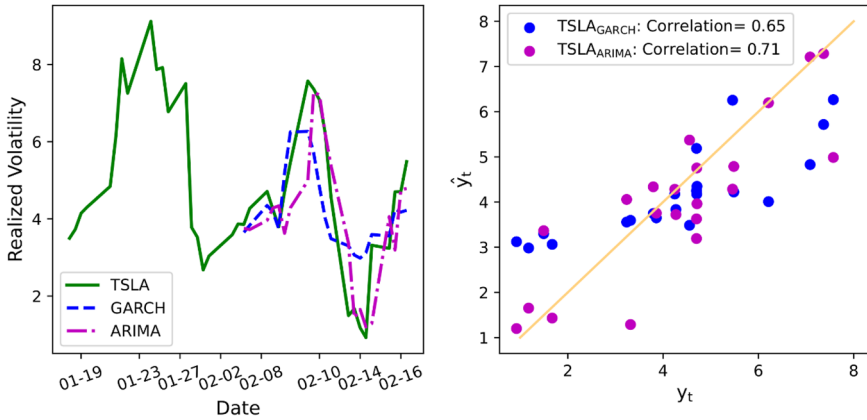 8
6
4
2
Realized Volatility
TSLA
GARCH
ARIMA
01-19
01-23
01-27
02-02
02-08
02-10
02-14
02-16
Date
8
7
6
5
4
3
2
1
ŷt
TSLA_GARCH: Correlation= 0.65
TSLA_ARIMA: Correlation= 0.71
2
4
6
8
yt